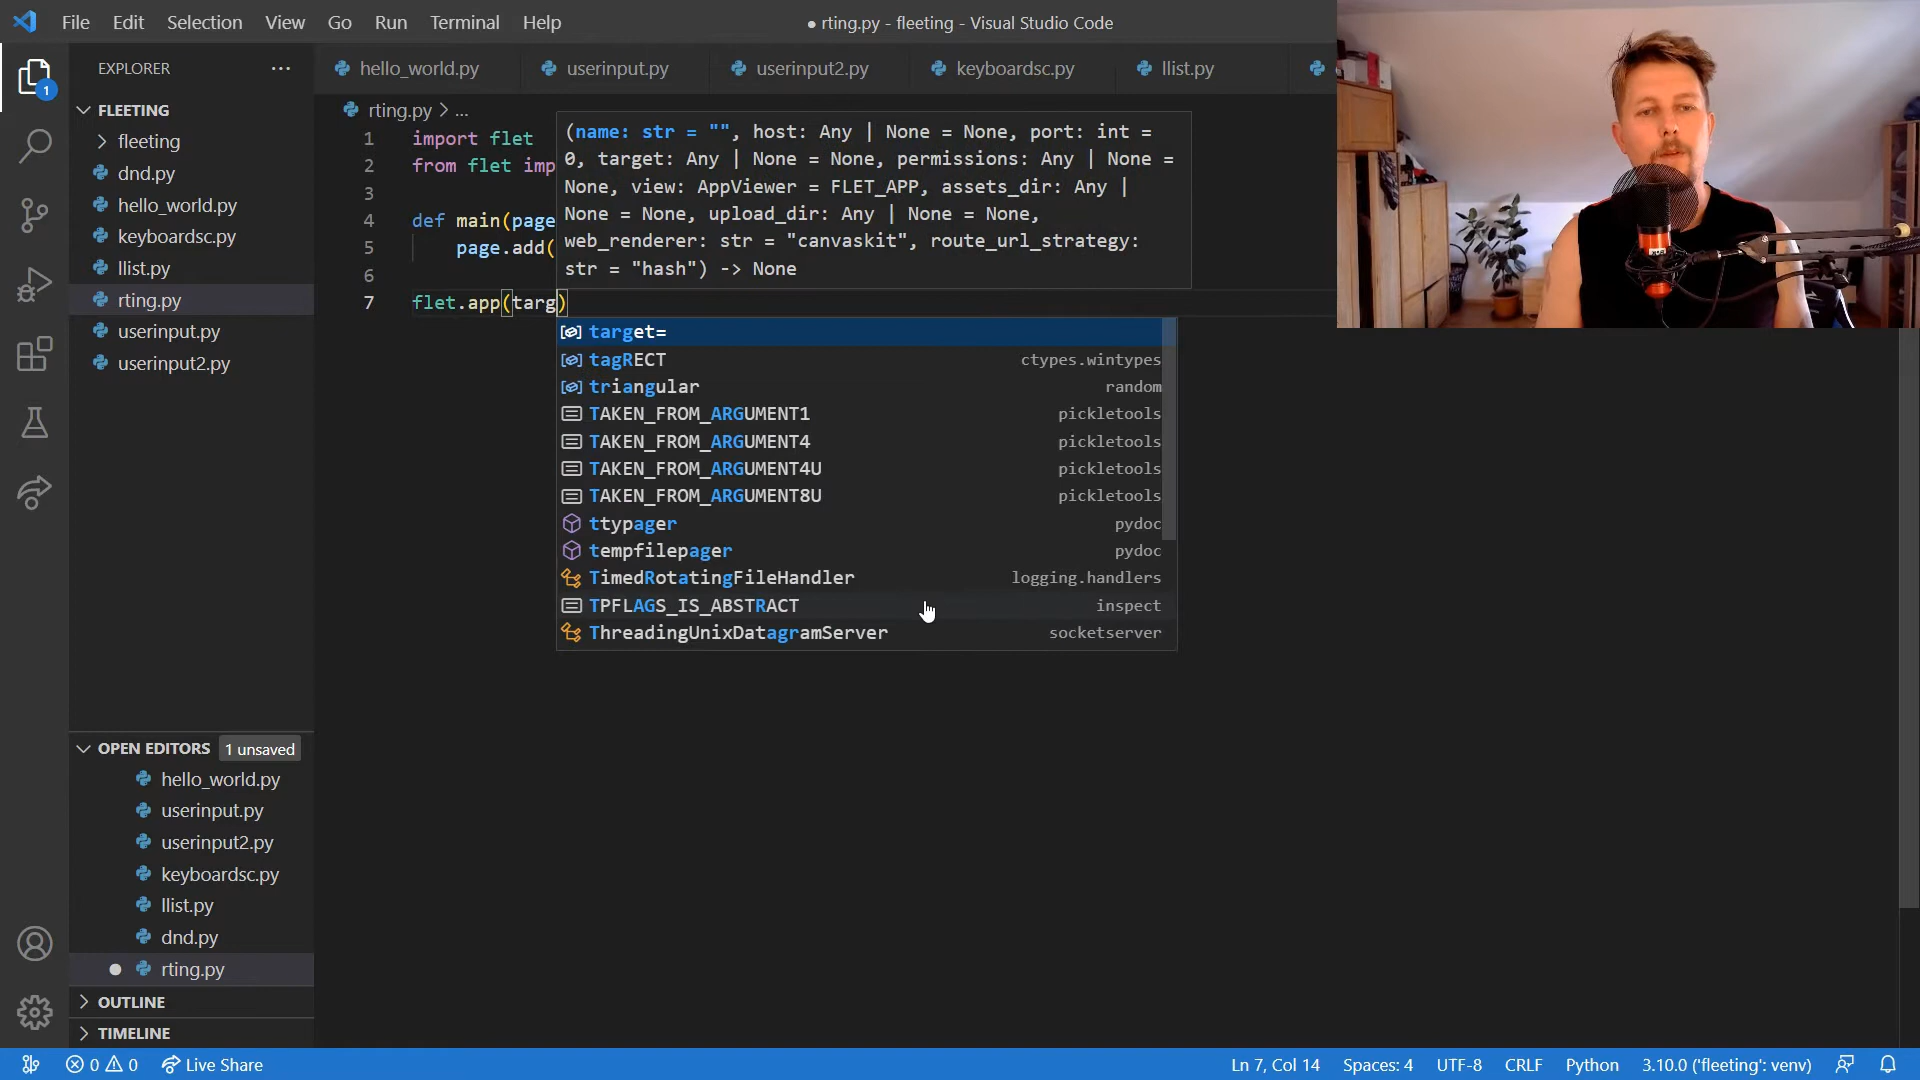 File Edit Selection View Go Run Terminal Help
● rting.py - fleeting - Visual Studio Code
EXPLORER ...
hello_world.py userinput.py userinput2.py keyboardsc.py llist.py
1
FLEETING
fleeting
dnd.py
hello_world.py
keyboardsc.py
llist.py
rting.py
userinput.py
userinput2.py
rting.py > ...
1 import flet
2 from flet imp
3
4 def main(page
5 page.add(
6
7 flet.app(targ)
(name: str = "", host: Any | None = None, port: int =
0, target: Any | None = None, permissions: Any | None =
None, view: AppViewer = FLET_APP, assets_dir: Any |
None = None, upload_dir: Any | None = None,
web_renderer: str = "canvaskit", route_url_strategy:
str = "hash") -> None
target=
tagRECT ctypes.wintypes
triangular random
TAKEN_FROM_ARGUMENT1 pickletools
TAKEN_FROM_ARGUMENT4 pickletools
TAKEN_FROM_ARGUMENT4U pickletools
TAKEN_FROM_ARGUMENT8U pickletools
ttypager pydoc
tempfilepager pydoc
TimedRotatingFileHandler logging.handlers
TPFLAGS_IS_ABSTRACT inspect
ThreadingUnixDatagramServer socketserver
OPEN EDITORS 1 unsaved
hello_world.py
userinput.py
userinput2.py
keyboardsc.py
llist.py
dnd.py
rting.py
OUTLINE
TIMELINE
0 0 Live Share
Ln 7, Col 14 Spaces: 4 UTF-8 CRLF Python 3.10.0 ('fleeting': venv)